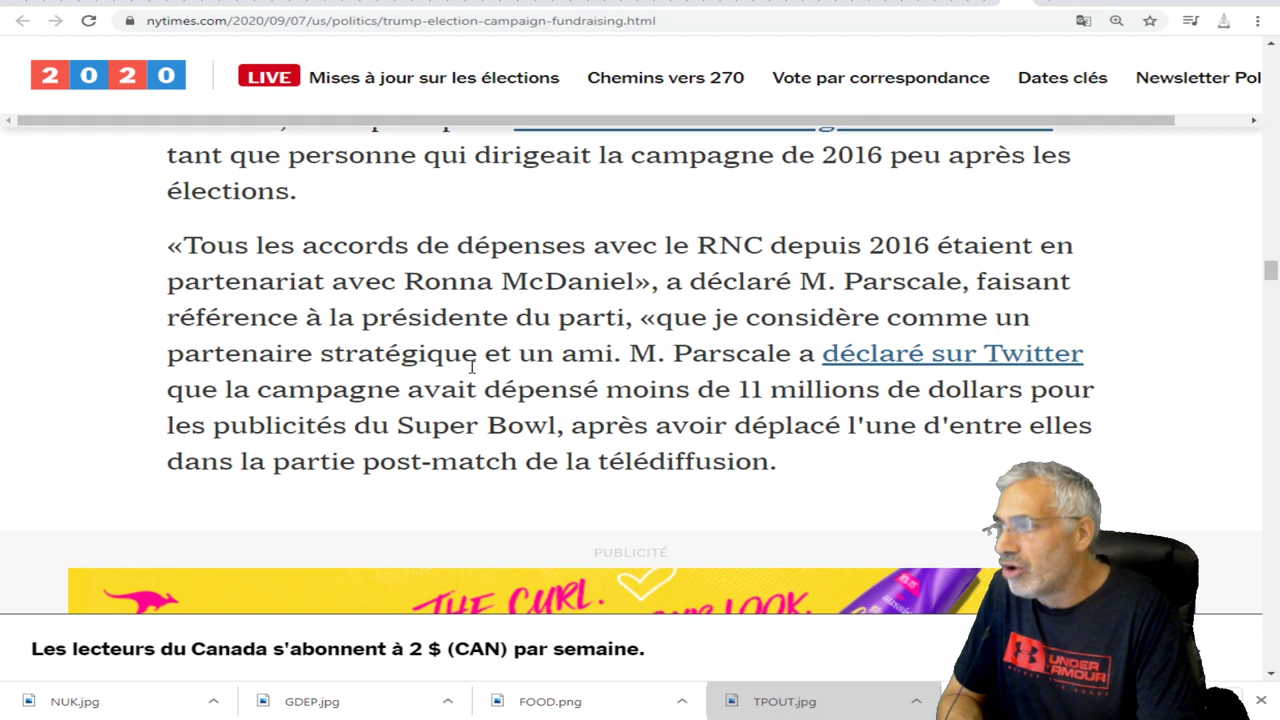 nytimes.com/2020/09/07/us/politics/trump-election-campaign-fundraising.html
2020 LIVE Mises à jour sur les élections Chemins vers 270 Vote par correspondance Dates clés Newsletter Pol
tant que personne qui dirigeait la campagne de 2016 peu après les
élections.
«Tous les accords de dépenses avec le RNC depuis 2016 étaient en
partenariat avec Ronna McDaniel», a déclaré M. Parscale, faisant
référence à la présidente du parti, «que je considère comme un
partenaire stratégique et un ami. M. Parscale a déclaré sur Twitter
que la campagne avait dépensé moins de 11 millions de dollars pour
les publicités du Super Bowl, après avoir déplacé l'une d'entre elles
dans la partie post-match de la télédiffusion.
PUBLICITÉ
THE CURL.
LOOK.
aussie
UNDER ARMOUR
Les lecteurs du Canada s'abonnent à 2 $ (CAN) par semaine.
NUK.jpg GDEP.jpg FOOD.png TPOUT.jpg